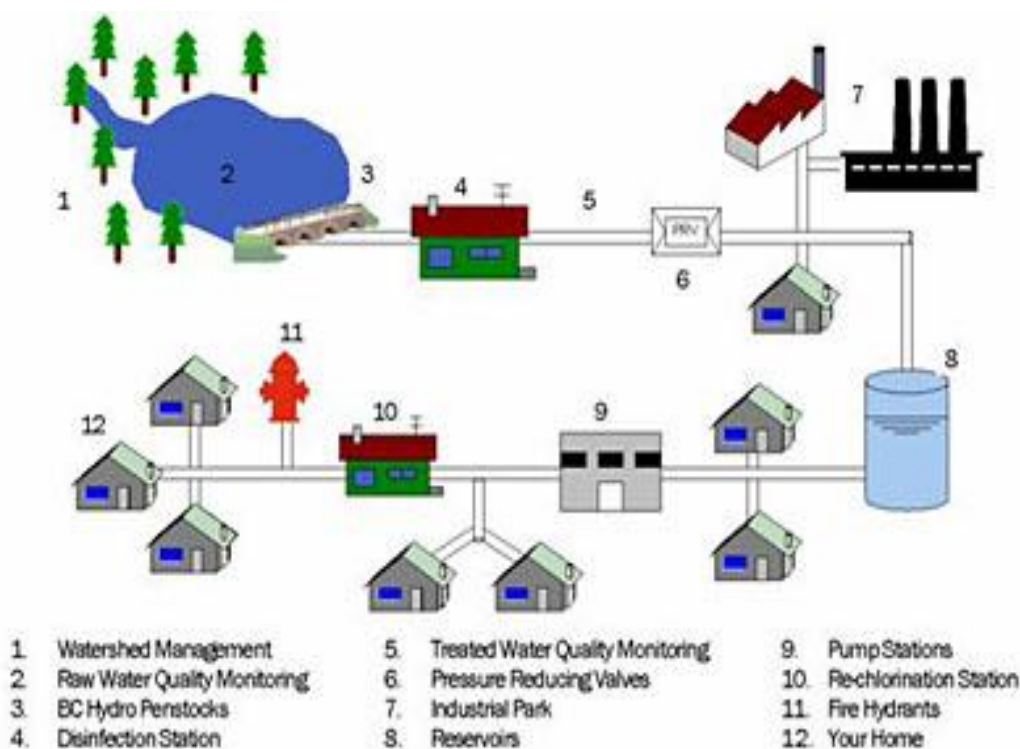 7
2
3
4
5
1
PRV
6
11
8
10
9
12
1 Watershed Management
2 Raw Water Quality Monitoring
3. BC Hydro Penstocks
4. Disinfection Station
5. Treated Water Quality Monitoring
6. Pressure Reducing Valves
7. Industrial Park
8. Reservoirs
9. Pump Stations
10. Re-chlorination Station
11. Fire Hydrants
12. Your Home